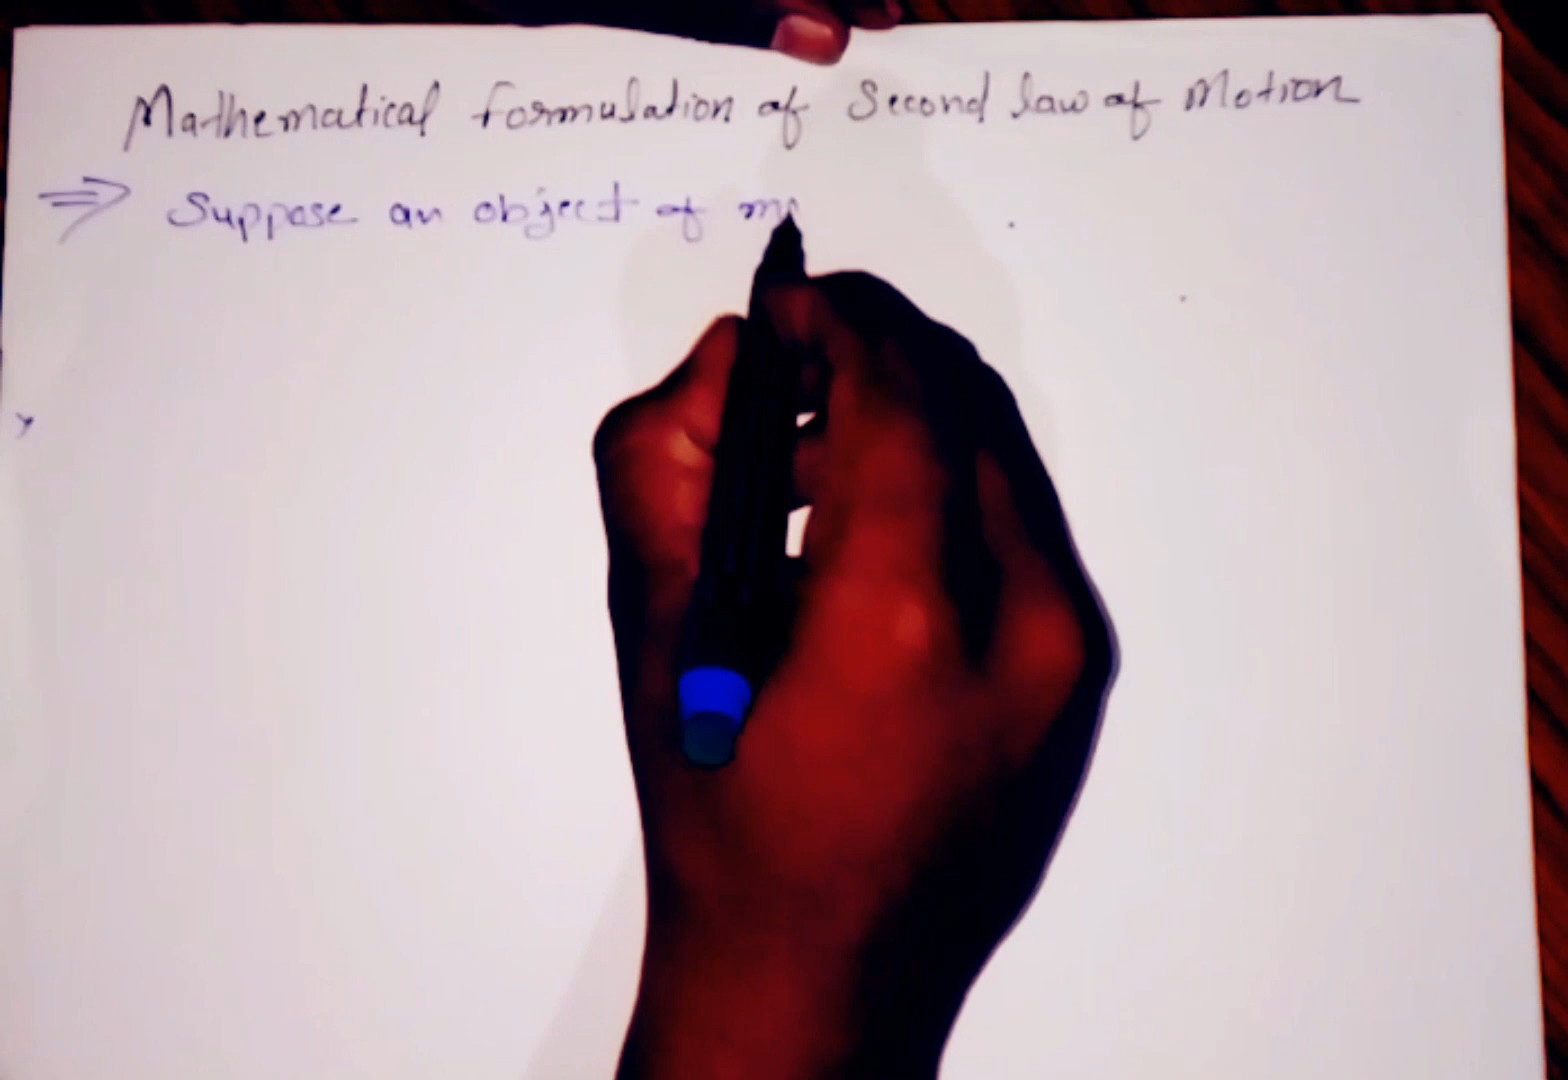 Mathematical formulation of Second law of Motion
⇒ Suppose an object of